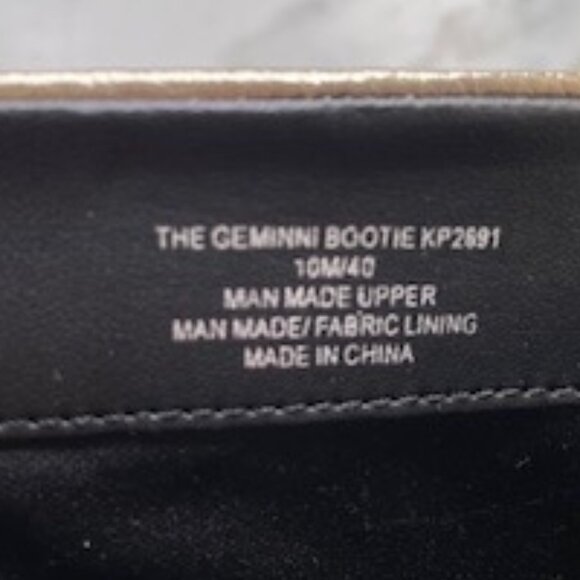 THE GEMINNI BOOTIE KP2691
10M/40
MAN MADE UPPER
MAN MADE/ FABRIC LINING
MADE IN CHINA